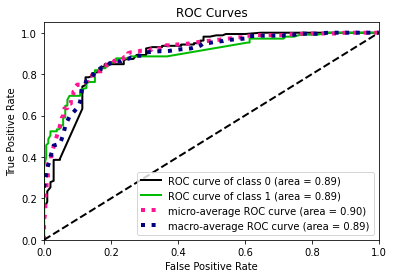 ROC Curves
True Positive Rate
1.0
0.8
0.6
0.4
0.2
0.0
ROC curve of class 0 (area = 0.89)
ROC curve of class 1 (area = 0.89)
micro-average ROC curve (area = 0.90)
macro-average ROC curve (area = 0.89)
0.0 0.2 0.4 0.6 0.8 1.0
False Positive Rate